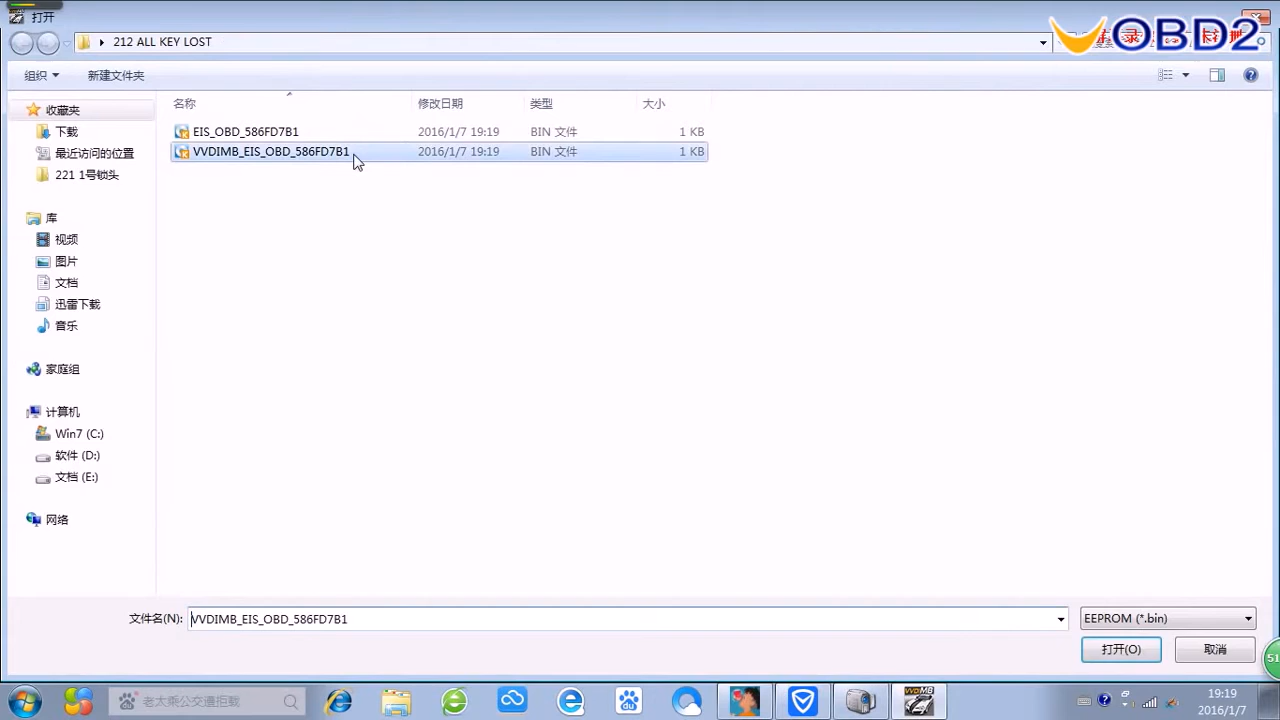 打开
OBD2
212 ALL KEY LOST
组织
新建文件夹
名称
修改日期
类型
大小
EIS_OBD_586FD7B1
2016/1/7 19:19
BIN 文件
1 KB
VVDIMB_EIS_OBD_586FD7B1
2016/1/7 19:19
BIN 文件
1 KB
收藏夹
下载
最近访问的位置
221 1号锁头
库
视频
图片
文档
迅雷下载
音乐
家庭组
计算机
Win7 (C:)
软件 (D:)
文档 (E:)
网络
文件名(N):
VVDIMB_EIS_OBD_586FD7B1
EEPROM (*.bin)
打开(O)
取消
51
老太乘公交遭拒载
VVDI MB
19:19
2016/1/7